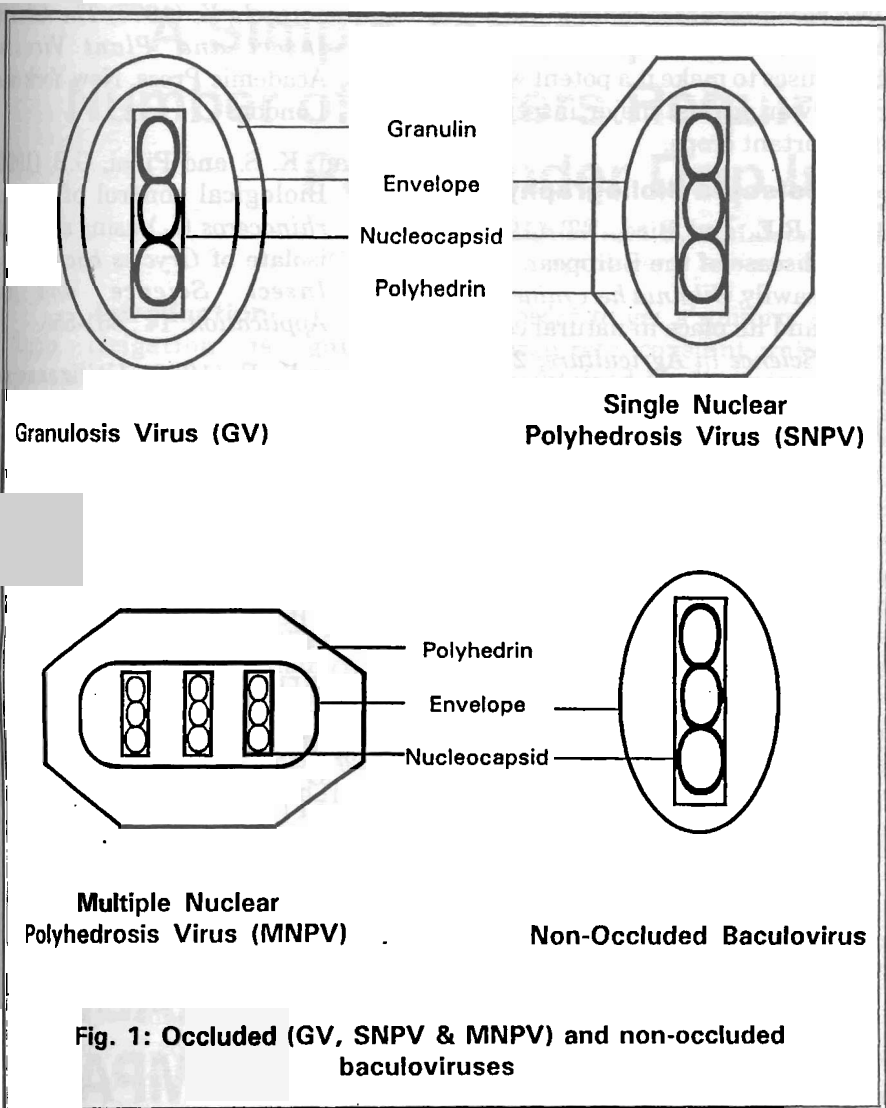 Granulin
Envelope
Nucleocapsid
Polyhedrin
Granulosis Virus (GV)
Single Nuclear
Polyhedrosis Virus (SNPV)
Polyhedrin
Envelope
Nucleocapsid
Multiple Nuclear
Polyhedrosis Virus (MNPV)
Non-Occluded Baculovirus
Fig. 1: Occluded (GV, SNPV & MNPV) and non-occluded
baculoviruses